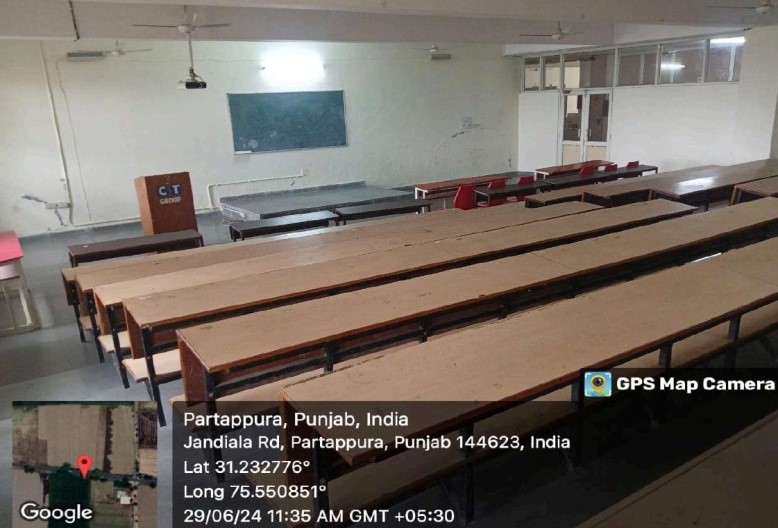 CT
GROUP
GPS Map Camera
Partappura, Punjab, India
Jandiala Rd, Partappura, Punjab 144623, India
Lat 31.232776°
Long 75.550851°
29/06/24 11:35 AM GMT +05:30
Google